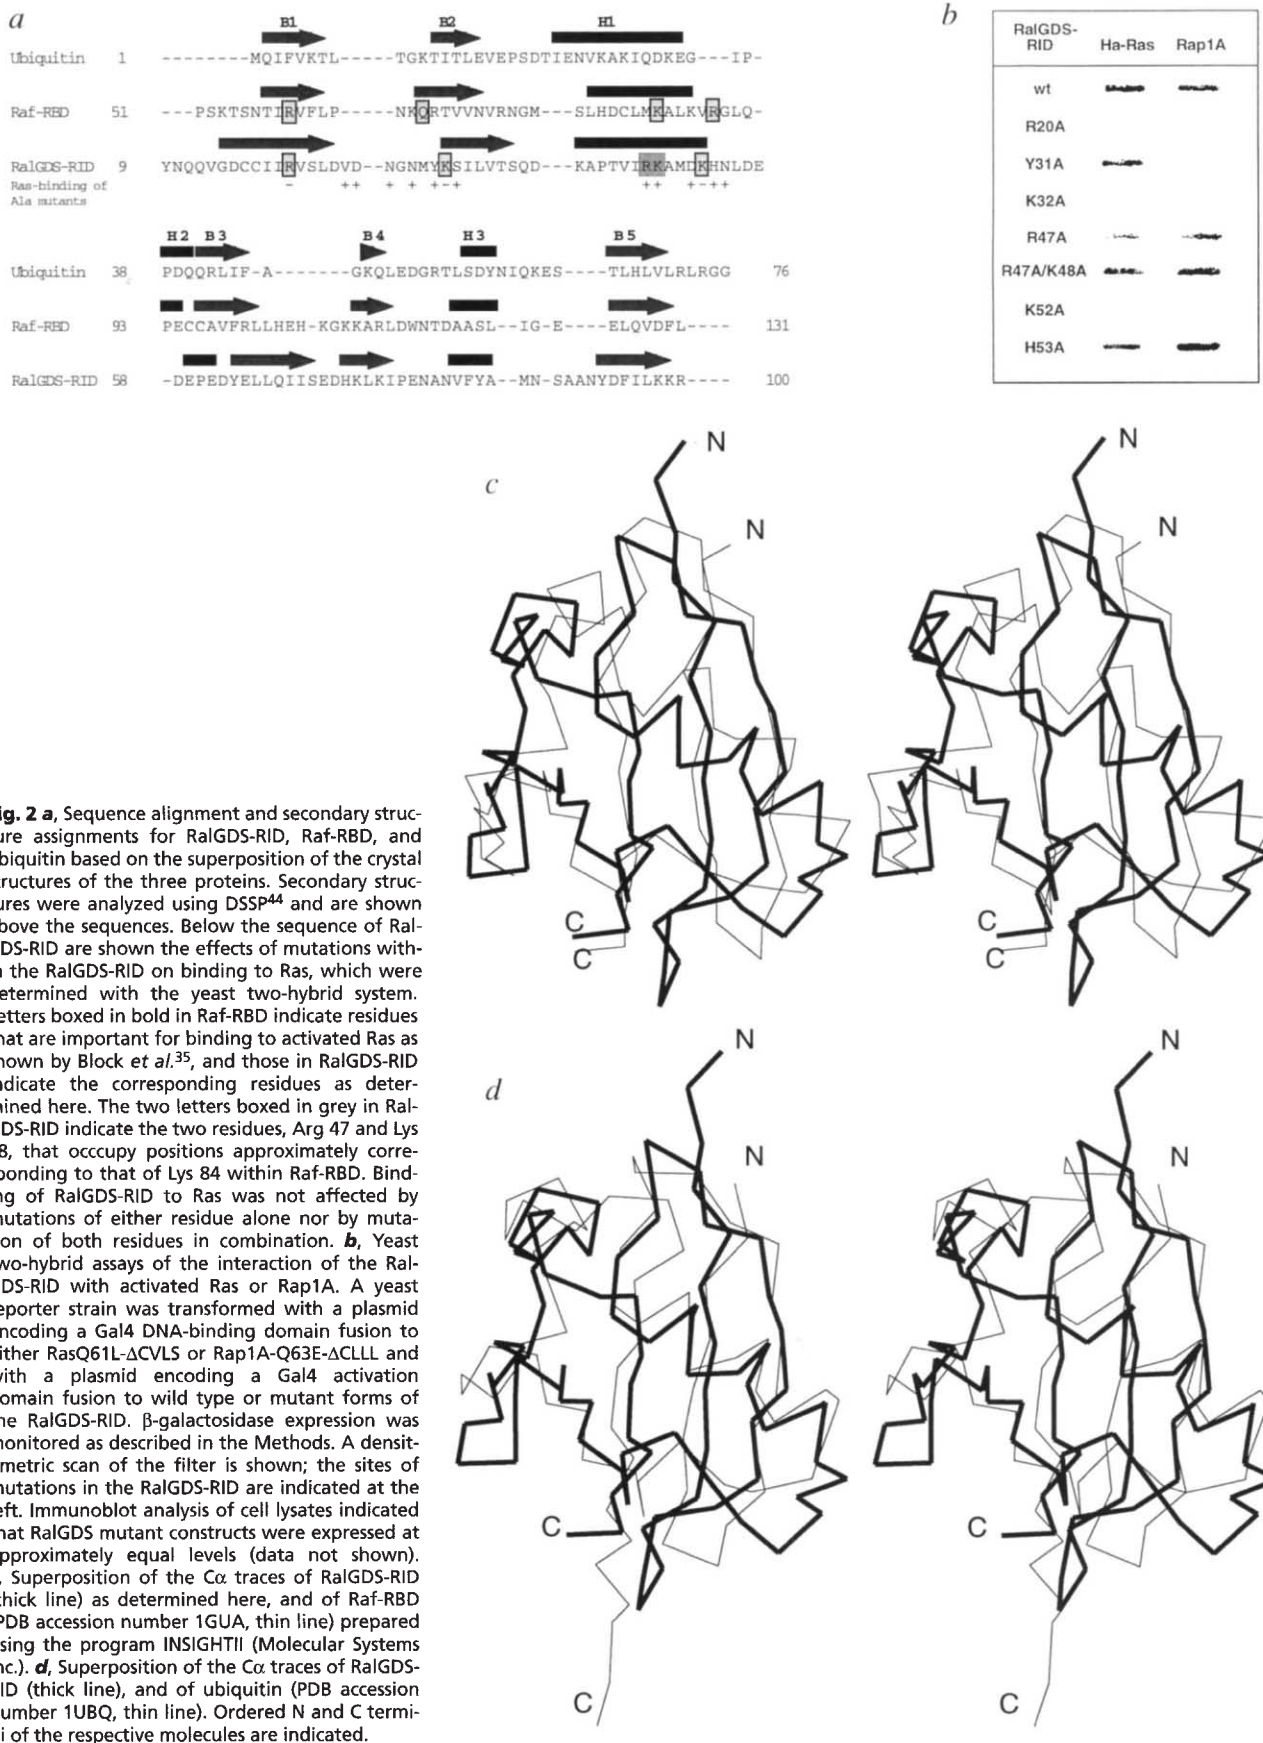 a
B1 B2 H1
Ubiquitin 1 --------MQIFVKTL-----TGKTITLEVEPSDTIENVKAKIQDKEG---IP-
Raf-RBD 51 ---PSKTSNTIRVFLP-----NKQRTVVNVRNGM---SLHDCLMKALKVRGLQ-
RalGDS-RID 9 YNQQVGDCCIIRVSLDVD--NGNMYKSILVTSQD---KAPTVIRKAMDKHNLDE
Ras-binding of - ++ + + +-+ ++ +-++
Ala mutants
H2 B3 B4 H3 B5
Ubiquitin 38 PDQQRLIF-A-------GKQLEDGRTLSDYNIQKES----TLHLVLRLRGG 76
Raf-RBD 93 PECCAVFRLLHEH-KGKKARLDWNTDAASL--IG-E----ELQVDFL---- 131
RalGDS-RID 58 -DEPEDYELLQIISEDHKLKIPENANVFYA--MN-SAANYDFILKKR---- 100
b
RalGDS-
RID Ha-Ras Rap1A
wt
R20A
Y31A
K32A
R47A
R47A/K48A
K52A
H53A
c
N N
N N
C C
C C
d
N N
N N
C C
C C
ig. 2 a, Sequence alignment and secondary struc-
ure assignments for RalGDS-RID, Raf-RBD, and
biquitin based on the superposition of the crystal
tructures of the three proteins. Secondary struc-
ures were analyzed using DSSP44 and are shown
bove the sequences. Below the sequence of Ral-
DS-RID are shown the effects of mutations with-
n the RalGDS-RID on binding to Ras, which were
etermined with the yeast two-hybrid system.
etters boxed in bold in Raf-RBD indicate residues
hat are important for binding to activated Ras as
hown by Block et al.35, and those in RalGDS-RID
ndicate the corresponding residues as deter-
nined here. The two letters boxed in grey in Ral-
DS-RID indicate the two residues, Arg 47 and Lys
8, that occcupy positions approximately corre-
ponding to that of Lys 84 within Raf-RBD. Bind-
ng of RalGDS-RID to Ras was not affected by
nutations of either residue alone nor by muta-
ion of both residues in combination. b, Yeast
wo-hybrid assays of the interaction of the Ral-
DS-RID with activated Ras or Rap1A. A yeast
eporter strain was transformed with a plasmid
ncoding a Gal4 DNA-binding domain fusion to
ither RasQ61L-ΔCVLS or Rap1A-Q63E-ΔCLLL and
vith a plasmid encoding a Gal4 activation
omain fusion to wild type or mutant forms of
he RalGDS-RID. β-galactosidase expression was
nonitored as described in the Methods. A densit-
metric scan of the filter is shown; the sites of
nutations in the RalGDS-RID are indicated at the
eft. Immunoblot analysis of cell lysates indicated
hat RalGDS mutant constructs were expressed at
pproximately equal levels (data not shown).
, Superposition of the Cα traces of RalGDS-RID
thick line) as determined here, and of Raf-RBD
PDB accession number 1GUA, thin line) prepared
sing the program INSIGHTII (Molecular Systems
nc.). d, Superposition of the Cα traces of RalGDS-
ID (thick line), and of ubiquitin (PDB accession
umber 1UBQ, thin line). Ordered N and C termi-
i of the respective molecules are indicated.